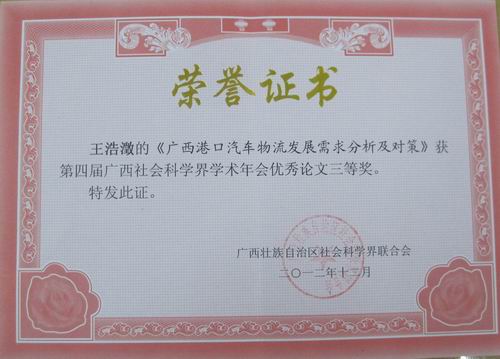 荣誉证书
王浩澂的《广西港口汽车物流发展需求分析及对策》获
第四届广西社会科学界学术年会优秀论文三等奖。
特发此证。
广西壮族自治区社会科学界联合会
二〇一二年十二月